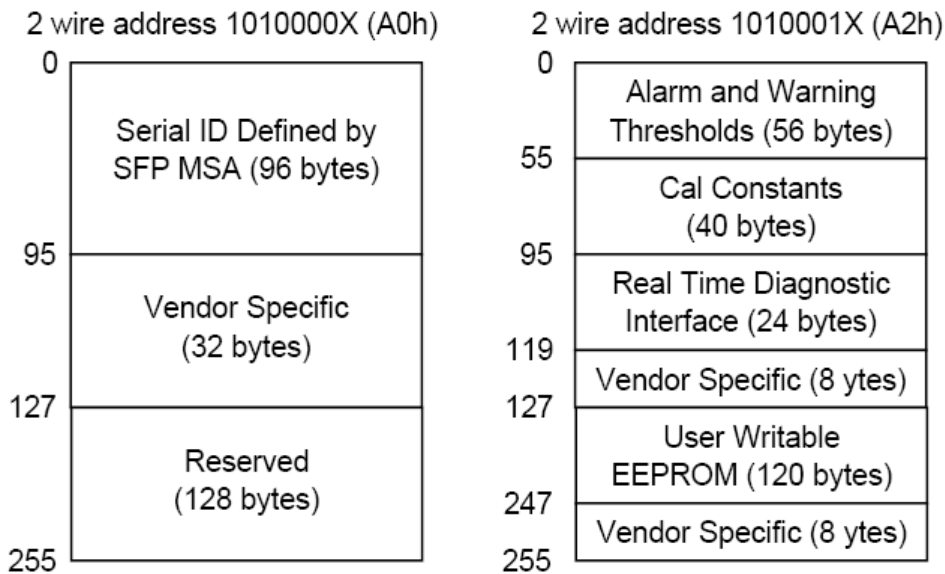 2 wire address 1010000X (A0h)
0
Serial ID Defined by
SFP MSA (96 bytes)
95
Vendor Specific
(32 bytes)
127
Reserved
(128 bytes)
255
2 wire address 1010001X (A2h)
0
Alarm and Warning
Thresholds (56 bytes)
55
Cal Constants
(40 bytes)
95
Real Time Diagnostic
Interface (24 bytes)
119
Vendor Specific (8 ytes)
127
User Writable
EEPROM (120 bytes)
247
Vendor Specific (8 ytes)
255